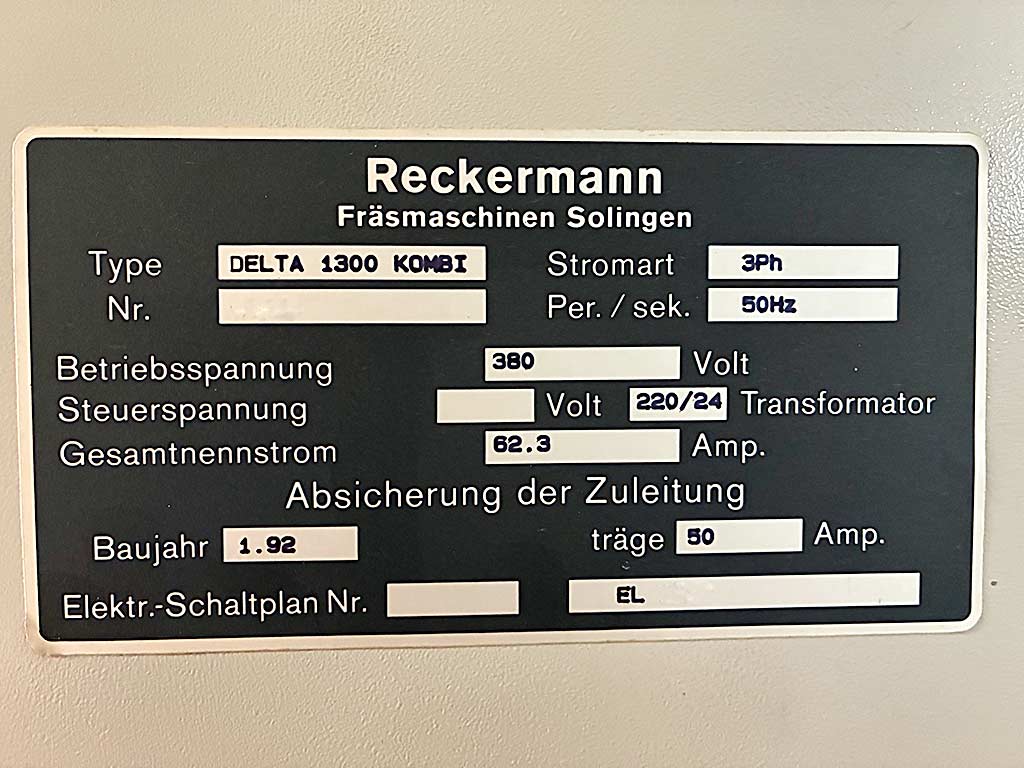 Reckermann
Fräsmaschinen Solingen
Type DELTA 1300 KOMBI Stromart 3Ph
Nr. Per. / sek. 50Hz
Betriebsspannung 380 Volt
Steuerspannung Volt 220/24 Transformator
Gesamtnennstrom 62.3 Amp.
Absicherung der Zuleitung
Baujahr 1.92 träge 50 Amp.
Elektr.-Schaltplan Nr. EL